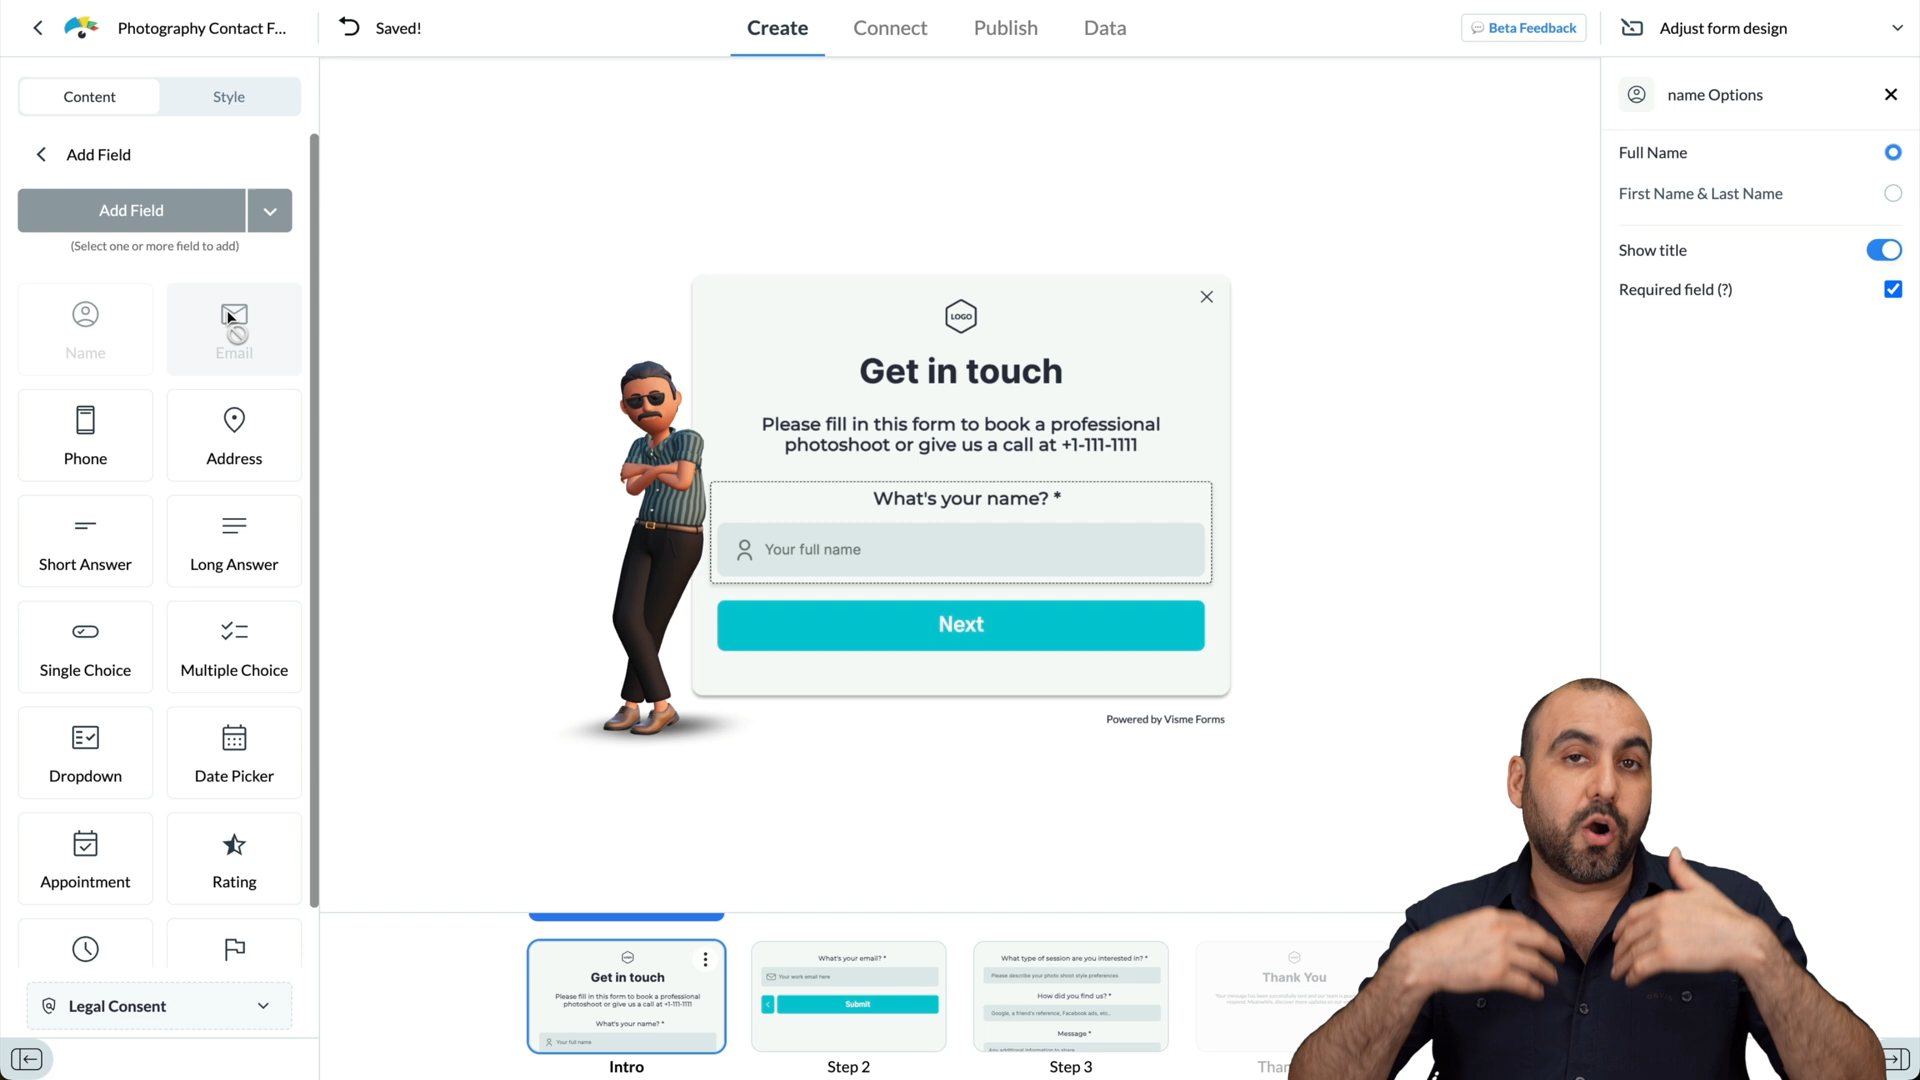 Photography Contact F...
Saved!
Create
Connect
Publish
Data
Beta Feedback
Adjust form design
Content
Style
Add Field
Add Field
(Select one or more field to add)
Name
Email
Phone
Address
Short Answer
Long Answer
Single Choice
Multiple Choice
Dropdown
Date Picker
Appointment
Rating
Legal Consent
name Options
Full Name
First Name & Last Name
Show title
Required field (?)
LOGO
Get in touch
Please fill in this form to book a professional
photoshoot or give us a call at +1-111-1111
What's your name? *
Your full name
Next
Powered by Visme Forms
Get in touch
Please fill in this form to book a professional
photoshoot or give us a call at +1-111-1111
What's your name? *
Your full name
Intro
What's your email? *
Your work email here
Submit
Step 2
What type of session are you interested in? *
Please describe your photo shoot style preferences
How did you find us? *
Google, a friend's reference, Facebook ads, etc.
Message *
Step 3
Thank You
Than